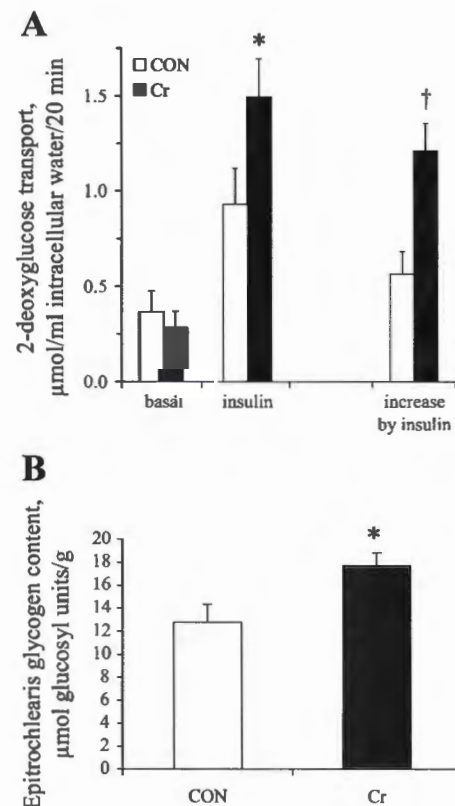 A
CON
Cr
2-deoxyglucose transport,
µmol/ml intracellular water/20 min
1.5
1.0
0.5
0.0
*
†
basal
insulin
increase
by insulin
B
Epitrochlearis glycogen content,
µmol glucosyl units/g
20
18
16
14
12
10
8
6
4
2
0
*
CON
Cr